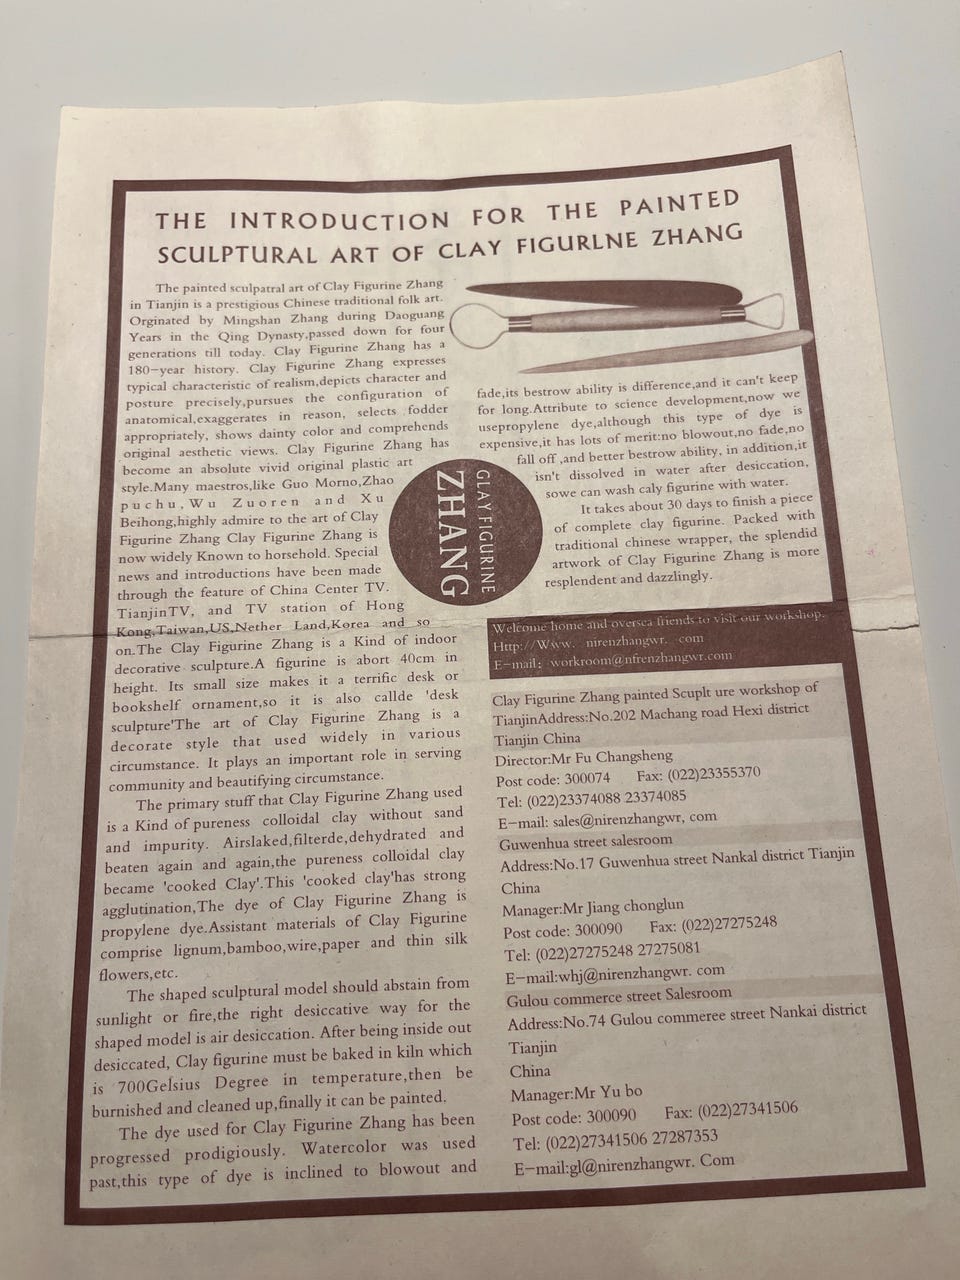 THE INTRODUCTION FOR THE PAINTED
SCULPTURAL ART OF CLAY FIGURLNE ZHANG
The painted sculpatral art of Clay Figurine Zhang
in Tianjin is a prestigious Chinese traditional folk art.
Orginated by Mingshan Zhang during Daoguang
Years in the Qing Dynasty,passed down for four
generations till today. Clay Figurine Zhang has a
180-year history. Clay Figurine Zhang expresses
typical characteristic of realism,depicts character and
posture precisely,pursues the configuration of
anatomical,exaggerates in reason, selects fodder
appropriately, shows dainty color and comprehends
original aesthetic views. Clay Figurine Zhang has
become an absolute vivid original plastic art
style.Many maestros,like Guo Morno,Zhao
puchu,Wu Zuoren and Xu
Beihong,highly admire to the art of Clay
Figurine Zhang Clay Figurine Zhang is
now widely Known to horsehold. Special
news and introductions have been made
through the feature of China Center TV.
TianjinTV, and TV station of Hong
Kong,Taiwan,US,Nether Land,Korea and so
on.The Clay Figurine Zhang is a Kind of indoor
decorative sculpture.A figurine is abort 40cm in
height. Its small size makes it a terrific desk or
bookshelf ornament,so it is also callde 'desk
sculpture'The art of Clay Figurine Zhang is a
decorate style that used widely in various
circumstance. It plays an important role in serving
community and beautifying circumstance.
The primary stuff that Clay Figurine Zhang used
is a Kind of pureness colloidal clay without sand
and impurity. Airslaked,filterde,dehydrated and
beaten again and again,the pureness colloidal clay
became 'cooked Clay'.This 'cooked clay'has strong
agglutination,The dye of Clay Figurine Zhang is
propylene dye.Assistant materials of Clay Figurine
comprise lignum,bamboo,wire,paper and thin silk
flowers,etc.
The shaped sculptural model should abstain from
sunlight or fire,the right desiccative way for the
shaped model is air desiccation. After being inside out
desiccated, Clay figurine must be baked in kiln which
is 700Gelsius Degree in temperature,then be
burnished and cleaned up,finally it can be painted.
The dye used for Clay Figurine Zhang has been
progressed prodigiously. Watercolor was used
past,this type of dye is inclined to blowout and
fade,its bestrow ability is difference,and it can't keep
for long.Attribute to science development,now we
usepropylene dye,although this type of dye is
expensive,it has lots of merit:no blowout,no fade,no
fall off ,and better bestrow ability, in addition,it
isn't dissolved in water after desiccation,
sowe can wash caly figurine with water.
It takes about 30 days to finish a piece
of complete clay figurine. Packed with
traditional chinese wrapper, the splendid
artwork of Clay Figurine Zhang is more
resplendent and dazzlingly.
GLAY FIGURINE
ZHANG
Welcome home and oversea friends to visit our workshop.
Http://Www. nirenzhangwr. com
E-mail: workroom@nfrenzhangwr.com
Clay Figurine Zhang painted Scuplt ure workshop of
TianjinAddress:No.202 Machang road Hexi district
Tianjin China
Director:Mr Fu Changsheng
Post code: 300074 Fax: (022)23355370
Tel: (022)23374088 23374085
E-mail: sales@nirenzhangwr, com
Guwenhua street salesroom
Address:No.17 Guwenhua street Nankal district Tianjin
China
Manager:Mr Jiang chonglun
Post code: 300090 Fax: (022)27275248
Tel: (022)27275248 27275081
E-mail:whj@nirenzhangwr. com
Gulou commerce street Salesroom
Address:No.74 Gulou commeree street Nankai district
Tianjin
China
Manager:Mr Yu bo
Post code: 300090 Fax: (022)27341506
Tel: (022)27341506 27287353
E-mail:gl@nirenzhangwr. Com